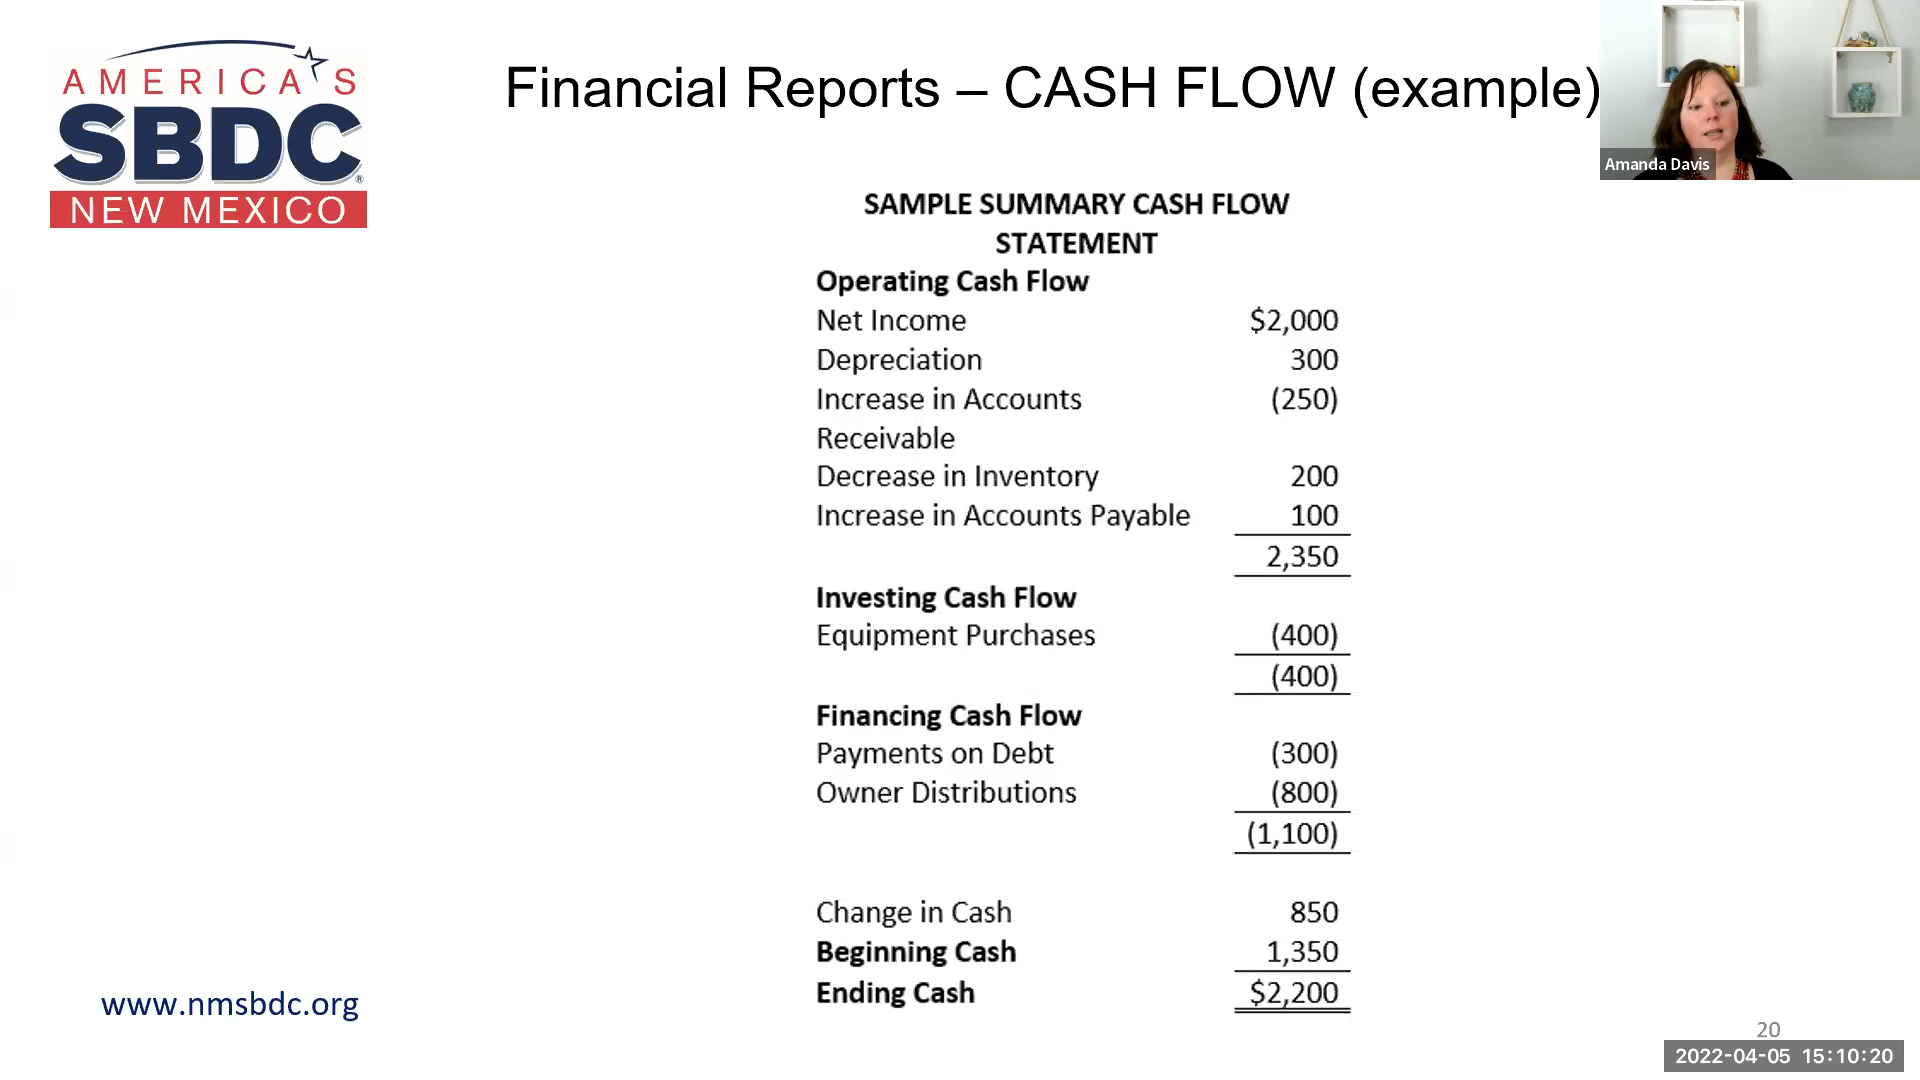 AMERICA'S
SBDC®
NEW MEXICO
Financial Reports – CASH FLOW (example)
Amanda Davis
SAMPLE SUMMARY CASH FLOW
STATEMENT
Operating Cash Flow
Net Income $2,000
Depreciation 300
Increase in Accounts (250)
Receivable
Decrease in Inventory 200
Increase in Accounts Payable 100
2,350
Investing Cash Flow
Equipment Purchases (400)
(400)
Financing Cash Flow
Payments on Debt (300)
Owner Distributions (800)
(1,100)
Change in Cash 850
Beginning Cash 1,350
Ending Cash $2,200
www.nmsbdc.org
20
2022-04-05 15:10:20